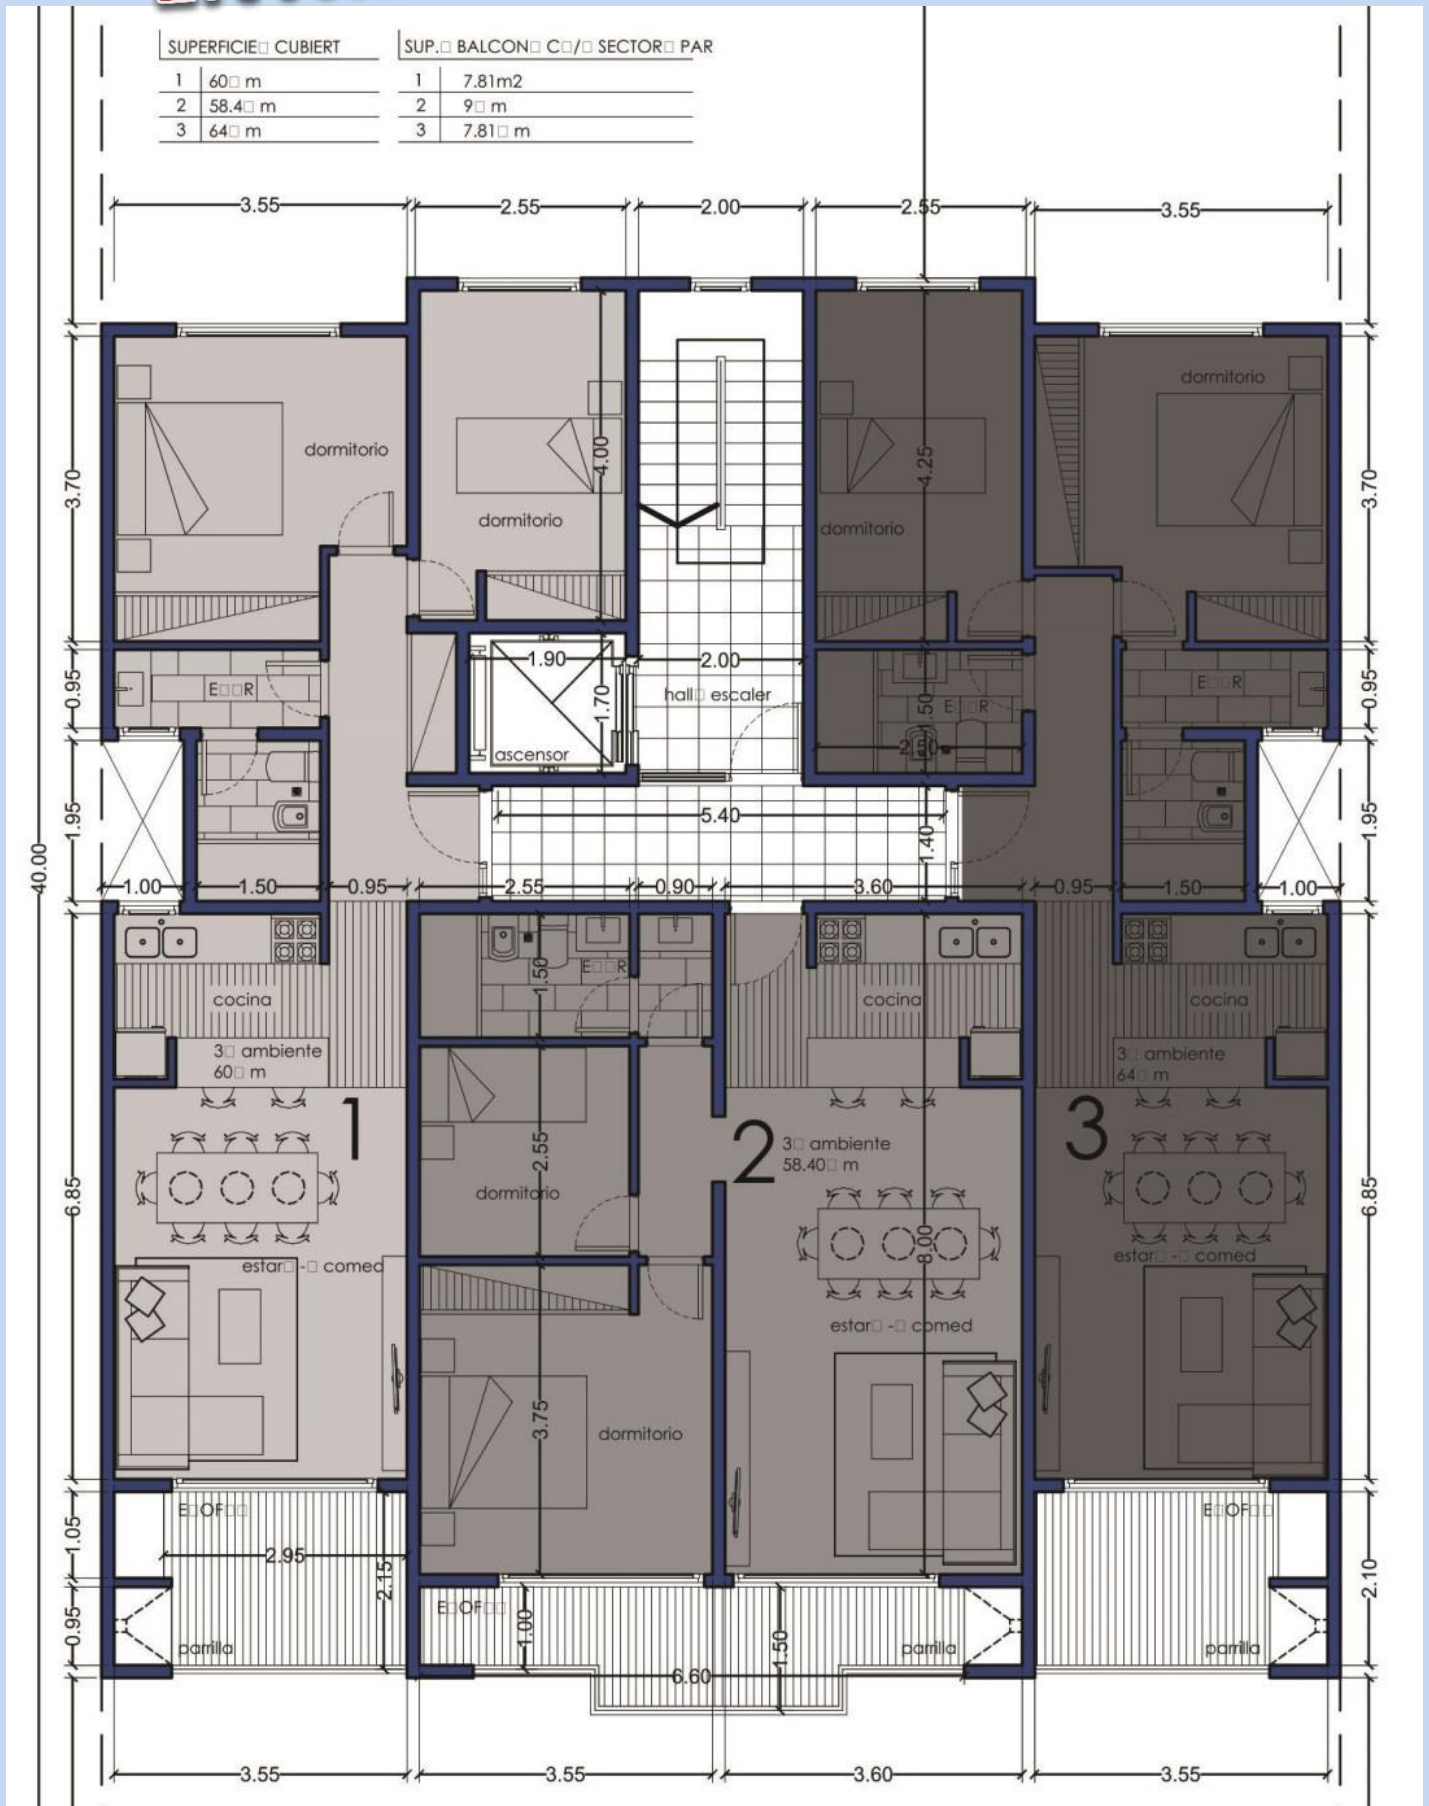 SUPERFICIE□ CUBIERT
1 60□ m
2 58.4□ m
3 64□ m
SUP.□ BALCON□ C□/□ SECTOR□ PAR
1 7.81m2
2 9□ m
3 7.81□ m
3.55 2.55 2.00 2.55 3.55
dormitorio
dormitorio
dormitorio
dormitorio
3.70
4.00
4.25
3.70
0.95
E□□R
1.90
1.70
ascensor
2.00
hall□ escaler
E□□R
1.50
E□□R
0.95
40.00
1.95
5.40
1.40
1.95
1.00 1.50 0.95 2.55 0.90 3.60 0.95 1.50 1.00
1.50
E□□R
cocina
cocina
cocina
3□ ambiente
60□ m
3□ ambiente
64□ m
1
2
3
3□ ambiente
58.40□ m
2.55
dormitorio
6.85
8.00
6.85
estar□ -□ comed
estar□ -□ comed
estar□ -□ comed
3.75
dormitorio
E□OF□□
E□OF□□
1.05
2.95
2.15
2.10
E□OF□□
1.00
1.50
0.95
parrilla
parrilla
parrilla
6.60
3.55 3.55 3.60 3.55